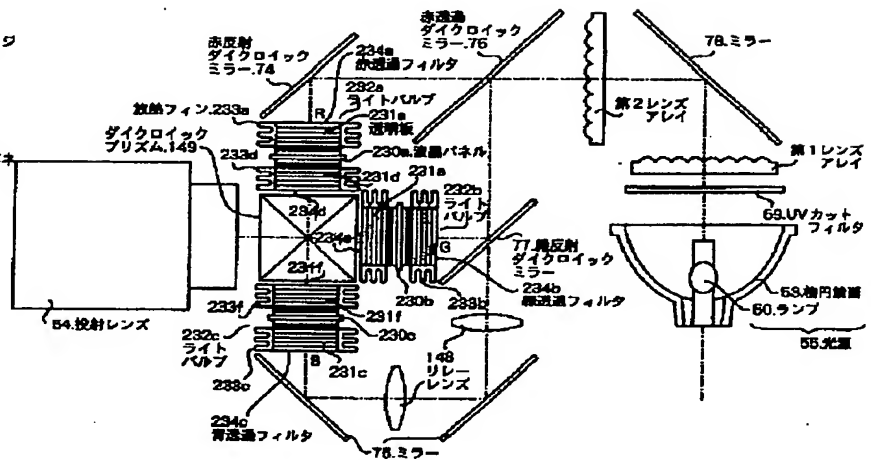 ジ
赤反射
ダイクロイック
ミラー.74
234a
赤透過フィルタ
赤透過
ダイクロイック
ミラー.76
78.ミラー
232a
ライトバルブ
放熱フィン.233a
R
231a
透明板
ダイクロイック
プリズム.149
233d
230a.液晶パネル
231d
231a
232b
ライト
バルブ
第2レンズ
アレイ
第1レンズ
アレイ
ネ
234d
234e
G
59.UVカット
フィルタ
77.緑反射
ダイクロイック
ミラー
234b
緑透過フィルタ
234f
233f
231f
230b
233b
53.楕円鏡面
50.ランプ
55.光源
54.投射レンズ
232c
ライト
バルブ
230c
B
231c
233c
148
リレー
レンズ
234c
青透過フィルタ
75.ミラー